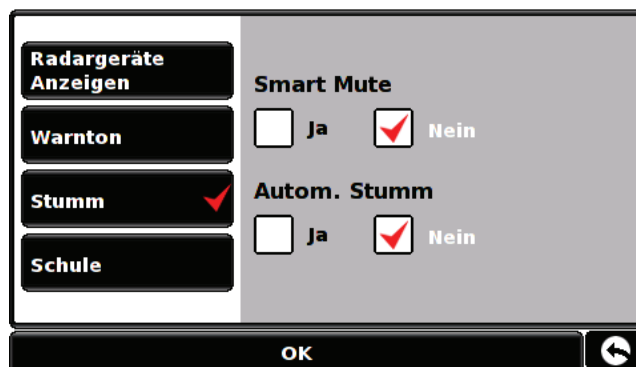 Radargeräte
Anzeigen
Warnton
Stumm
Schule
Smart Mute
Ja
Nein
Autom. Stumm
Ja
Nein
OK